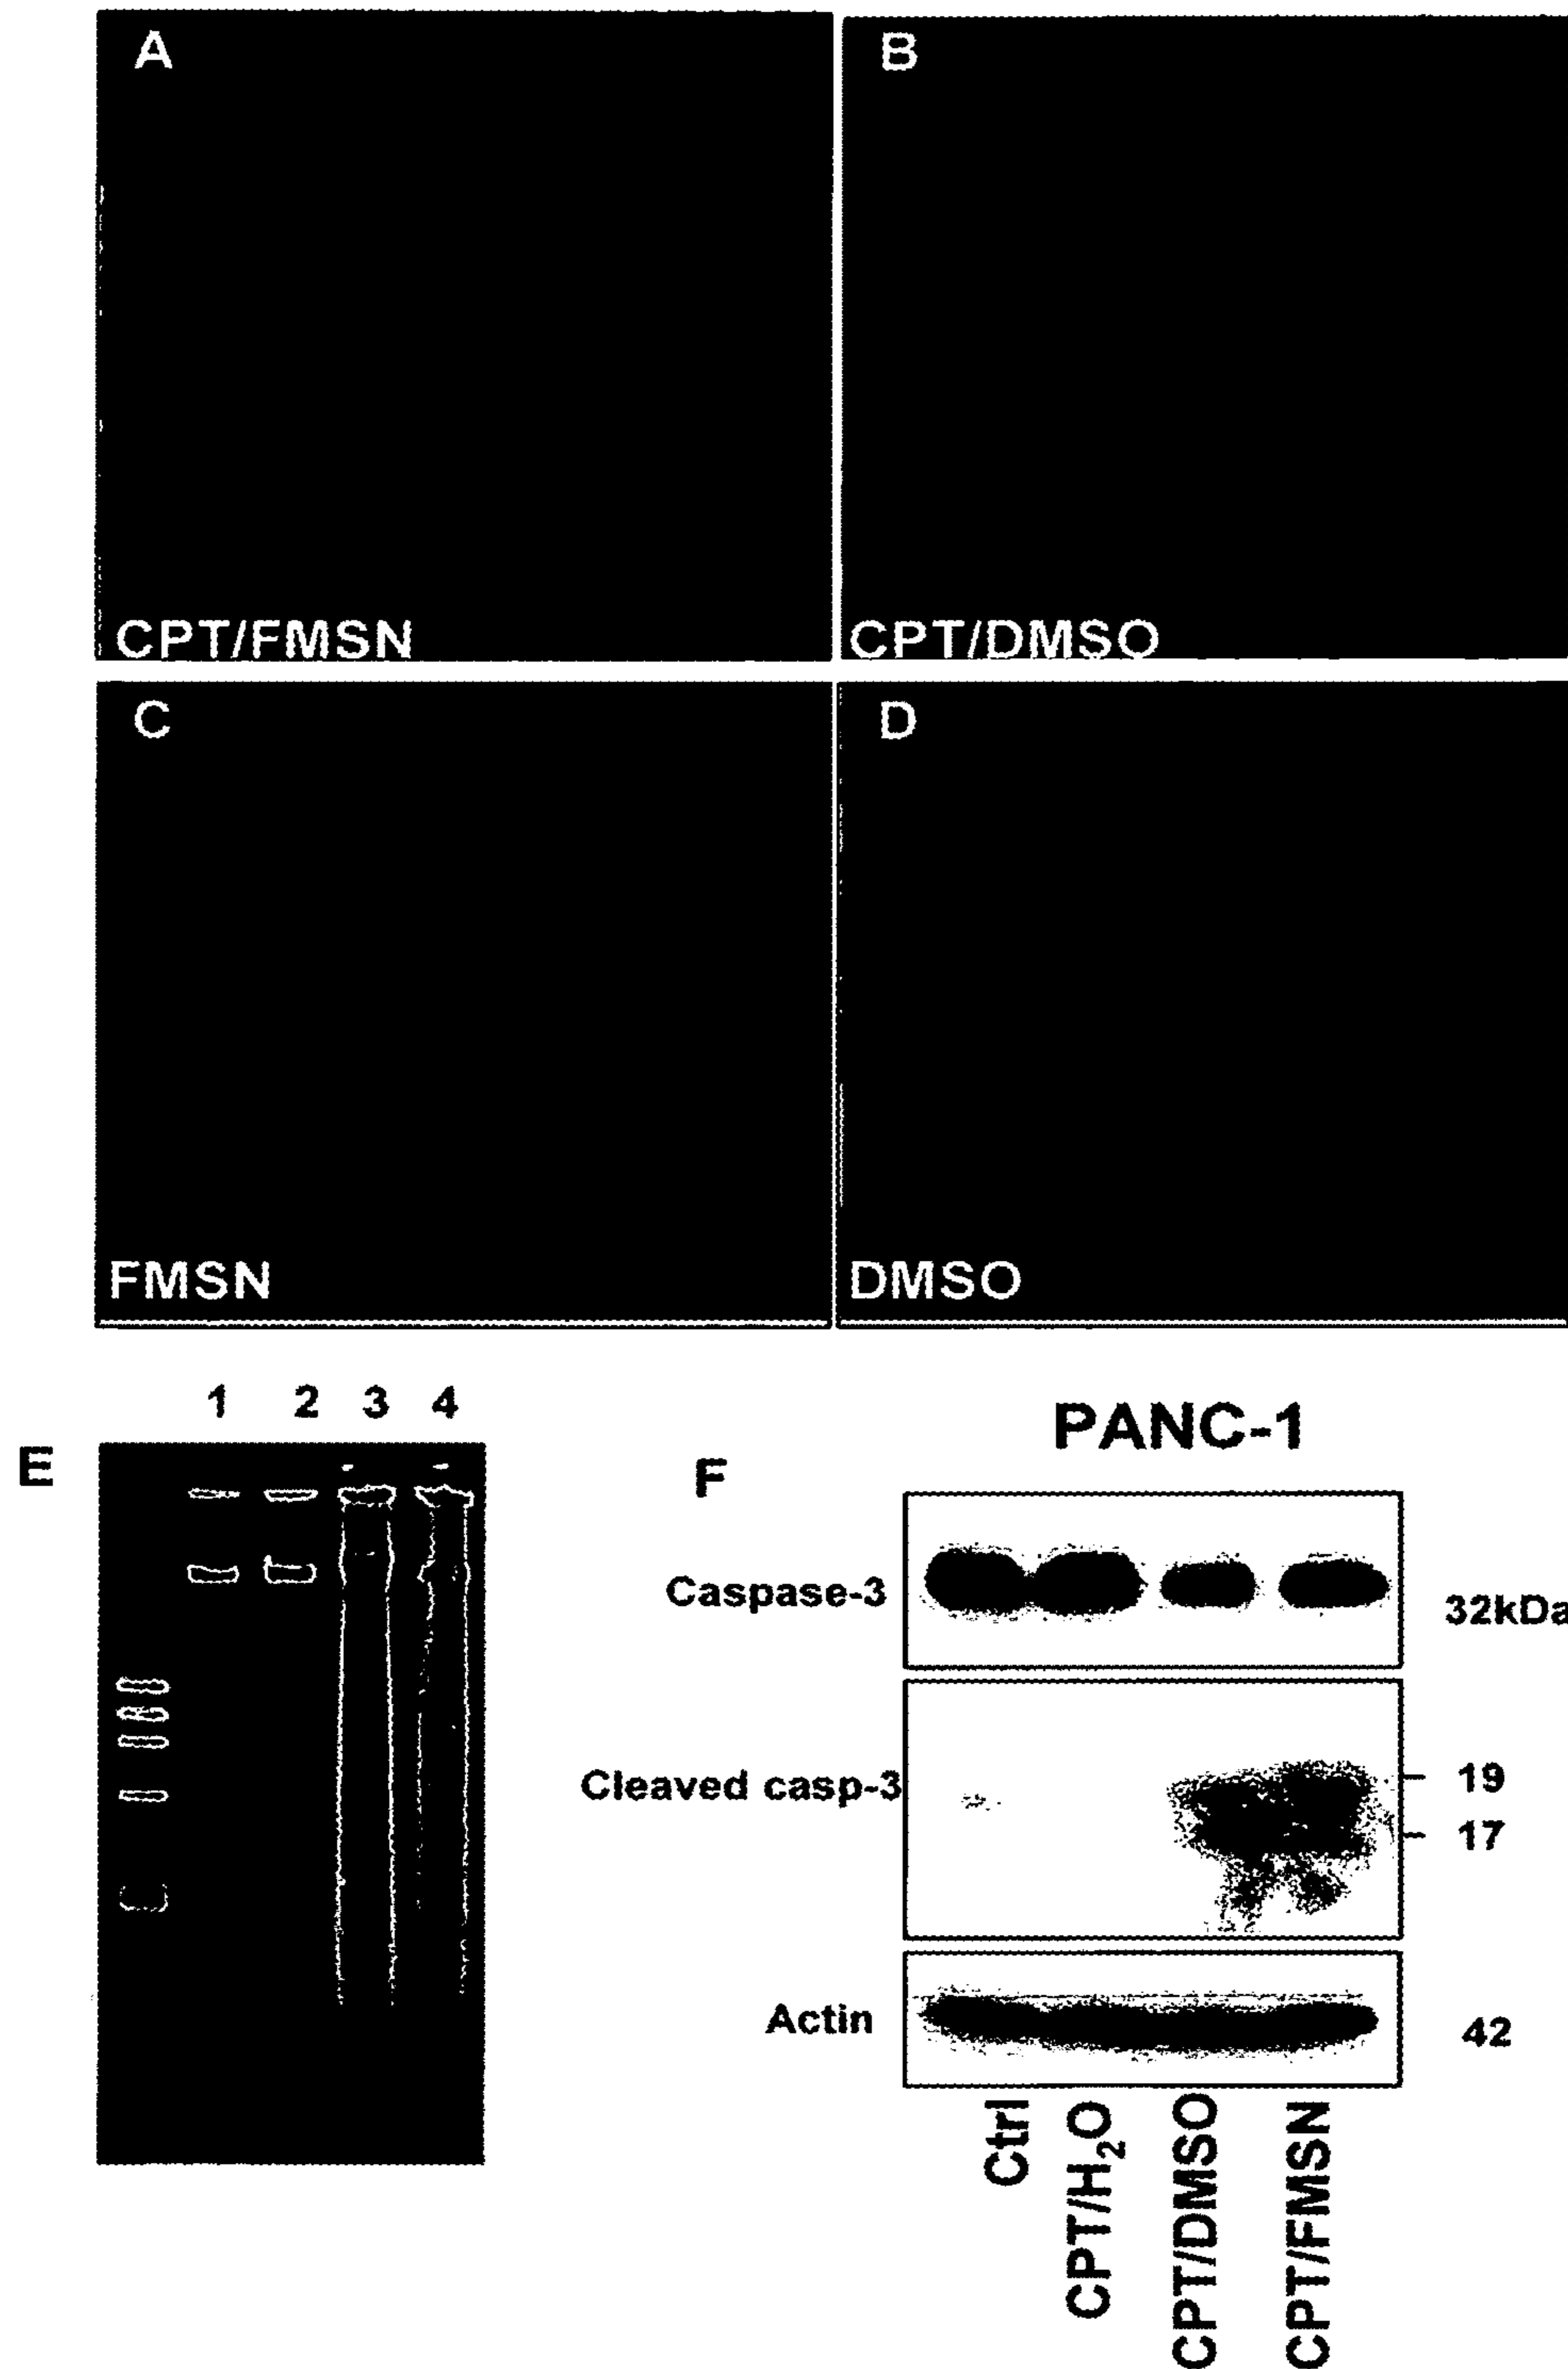 A
B
CPT/FMSN
CPT/DMSO
C
D
FMSN
DMSO
1 2 3 4
E
PANC-1
F
Caspase-3
32kDa
Cleaved casp-3
19
17
Actin
42
Ctrl
CPT/H₂O
CPT/DMSO
CPT/FMSN